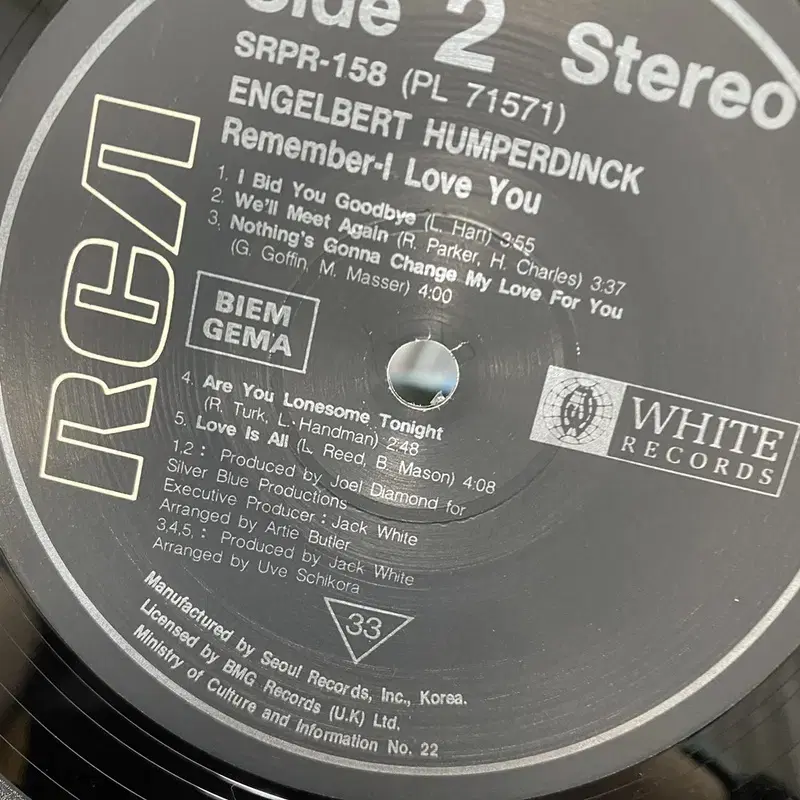 Side 2 Stereo
SRPR-158 (PL 71571)
ENGELBERT HUMPERDINCK
Remember-I Love You
1. I Bid You Goodbye (L. Hart) 3:55
2. We'll Meet Again (R. Parker, H. Charles) 3:37
3. Nothing's Gonna Change My Love For You
(G. Goffin, M. Masser) 4:00
RCA
BIEM
GEMA
WHITE
RECORDS
4. Are You Lonesome Tonight
(R. Turk, L. Handman) 2:48
5. Love Is All (L. Reed, B. Mason) 4:08
1,2 : Produced by Joel Diamond for
Silver Blue Productions
Executive Producer : Jack White
Arranged by Artie Butler
3,4,5, : Produced by Jack White
Arranged by Uve Schikora
33
Manufactured by Seoul Records, Inc., Korea.
Licensed by BMG Records (U.K) Ltd.
Ministry of Culture and Information No. 22